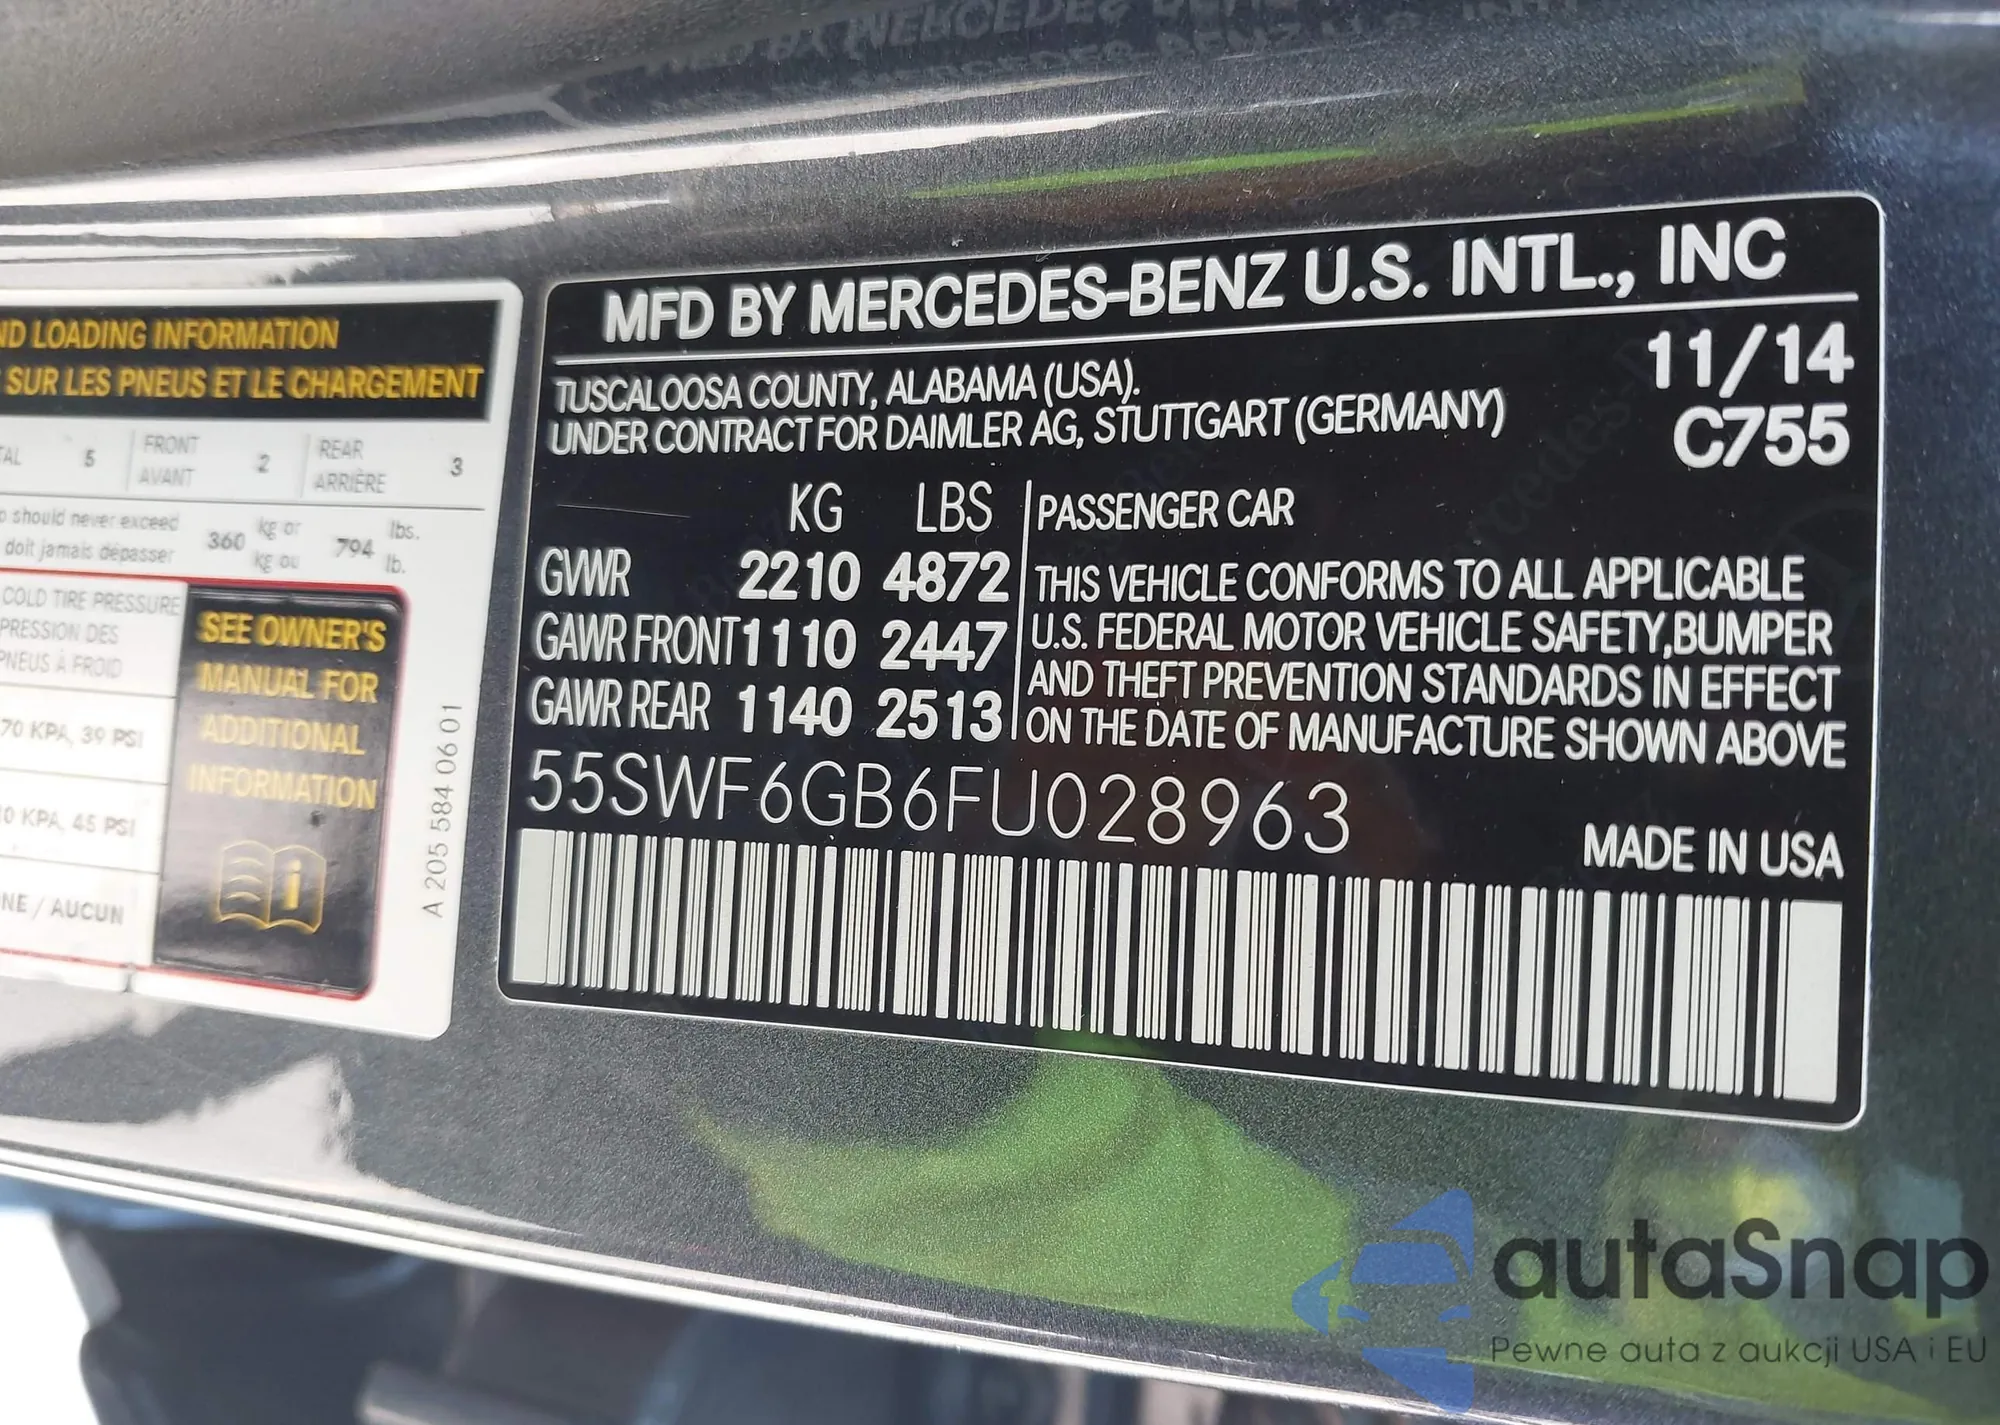 ND LOADING INFORMATION
SUR LES PNEUS ET LE CHARGEMENT
TAL 5 FRONT AVANT 2 REAR ARRIÈRE 3
should never exceed 360 kg or 794 lbs.
doit jamais dépasser kg ou lb.
COLD TIRE PRESSURE
PRESSION DES
PNEUS À FROID
70 KPA, 39 PSI
0 KPA, 45 PSI
NE / AUCUN
SEE OWNER'S
MANUAL FOR
ADDITIONAL
INFORMATION
A 205 584 06 01
MFD BY MERCEDES-BENZ U.S. INTL., INC
TUSCALOOSA COUNTY, ALABAMA (USA).
UNDER CONTRACT FOR DAIMLER AG, STUTTGART (GERMANY)
11/14
C755
KG LBS
GVWR 2210 4872
GAWR FRONT 1110 2447
GAWR REAR 1140 2513
PASSENGER CAR
THIS VEHICLE CONFORMS TO ALL APPLICABLE
U.S. FEDERAL MOTOR VEHICLE SAFETY,BUMPER
AND THEFT PREVENTION STANDARDS IN EFFECT
ON THE DATE OF MANUFACTURE SHOWN ABOVE
55SWF6GB6FU028963
MADE IN USA
autaSnap
Pewne auta z aukcji USA i EU